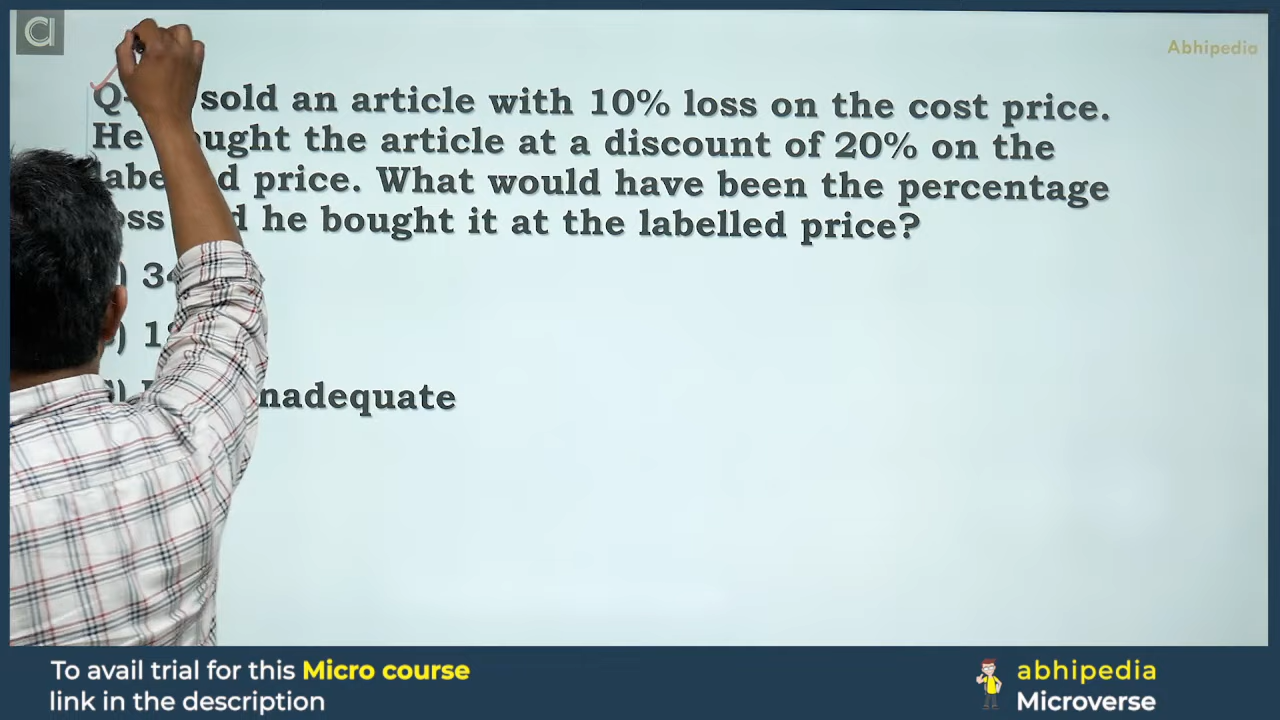 Abhipedia
Q- sold an article with 10% loss on the cost price.
He the article at a discount of 20% on the
price. What would have been the percentage
he bought it at the labelled price?
To avail trial for this Micro course
link in the description
abhipedia
Microverse